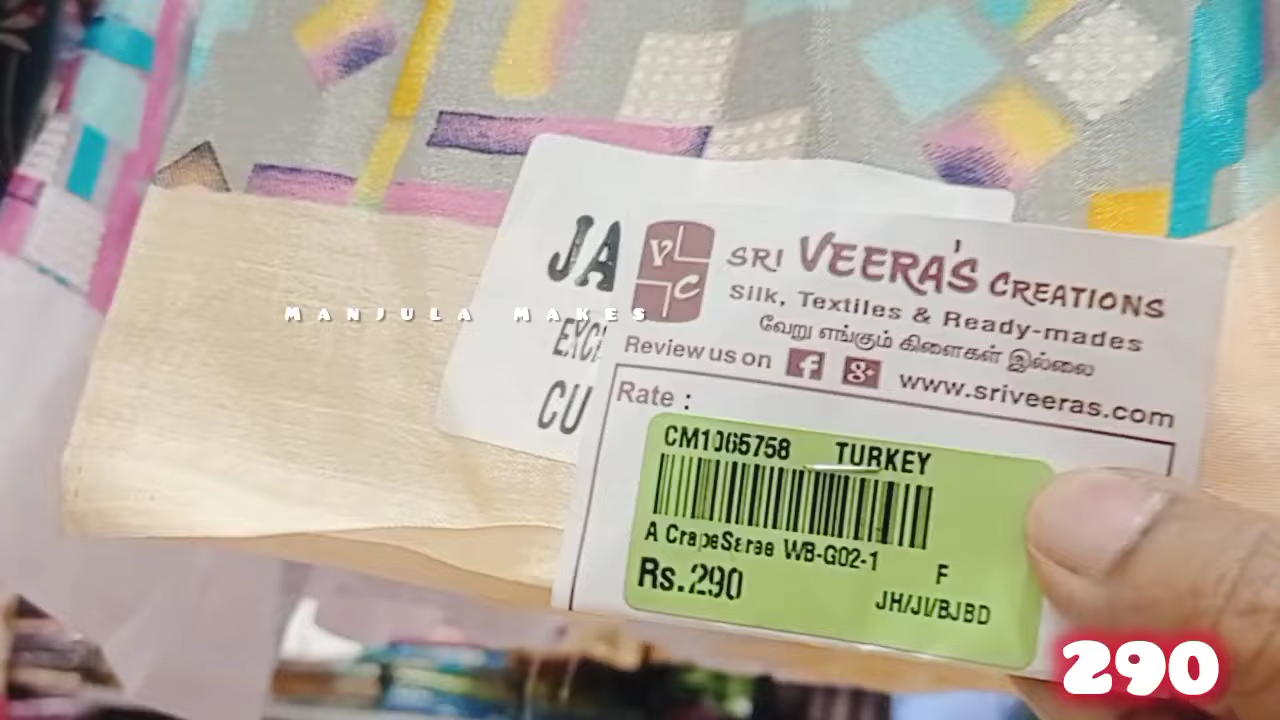 JA
EXCL
CU
MANJULA MAKES
V C
SRI VEERA'S CREATIONS
Silk, Textiles & Ready-mades
வேறு எங்கும் கிளைகள் இல்லை
Review us on f g+ www.sriveeras.com
Rate :
CM1065758 TURKEY
A CrapeSaree WB-G02-1
F
Rs.290
JH/JI/BJBD
290